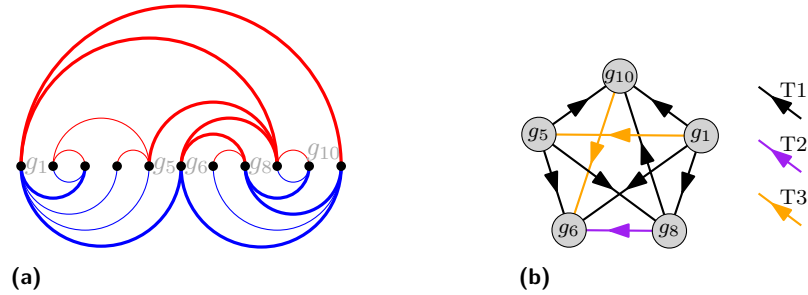 g₁ g₅ g₆ g₈ g₁₀
(a)
g₁₀
g₅ g₁
g₆ g₈
T1
T2
T3
(b)